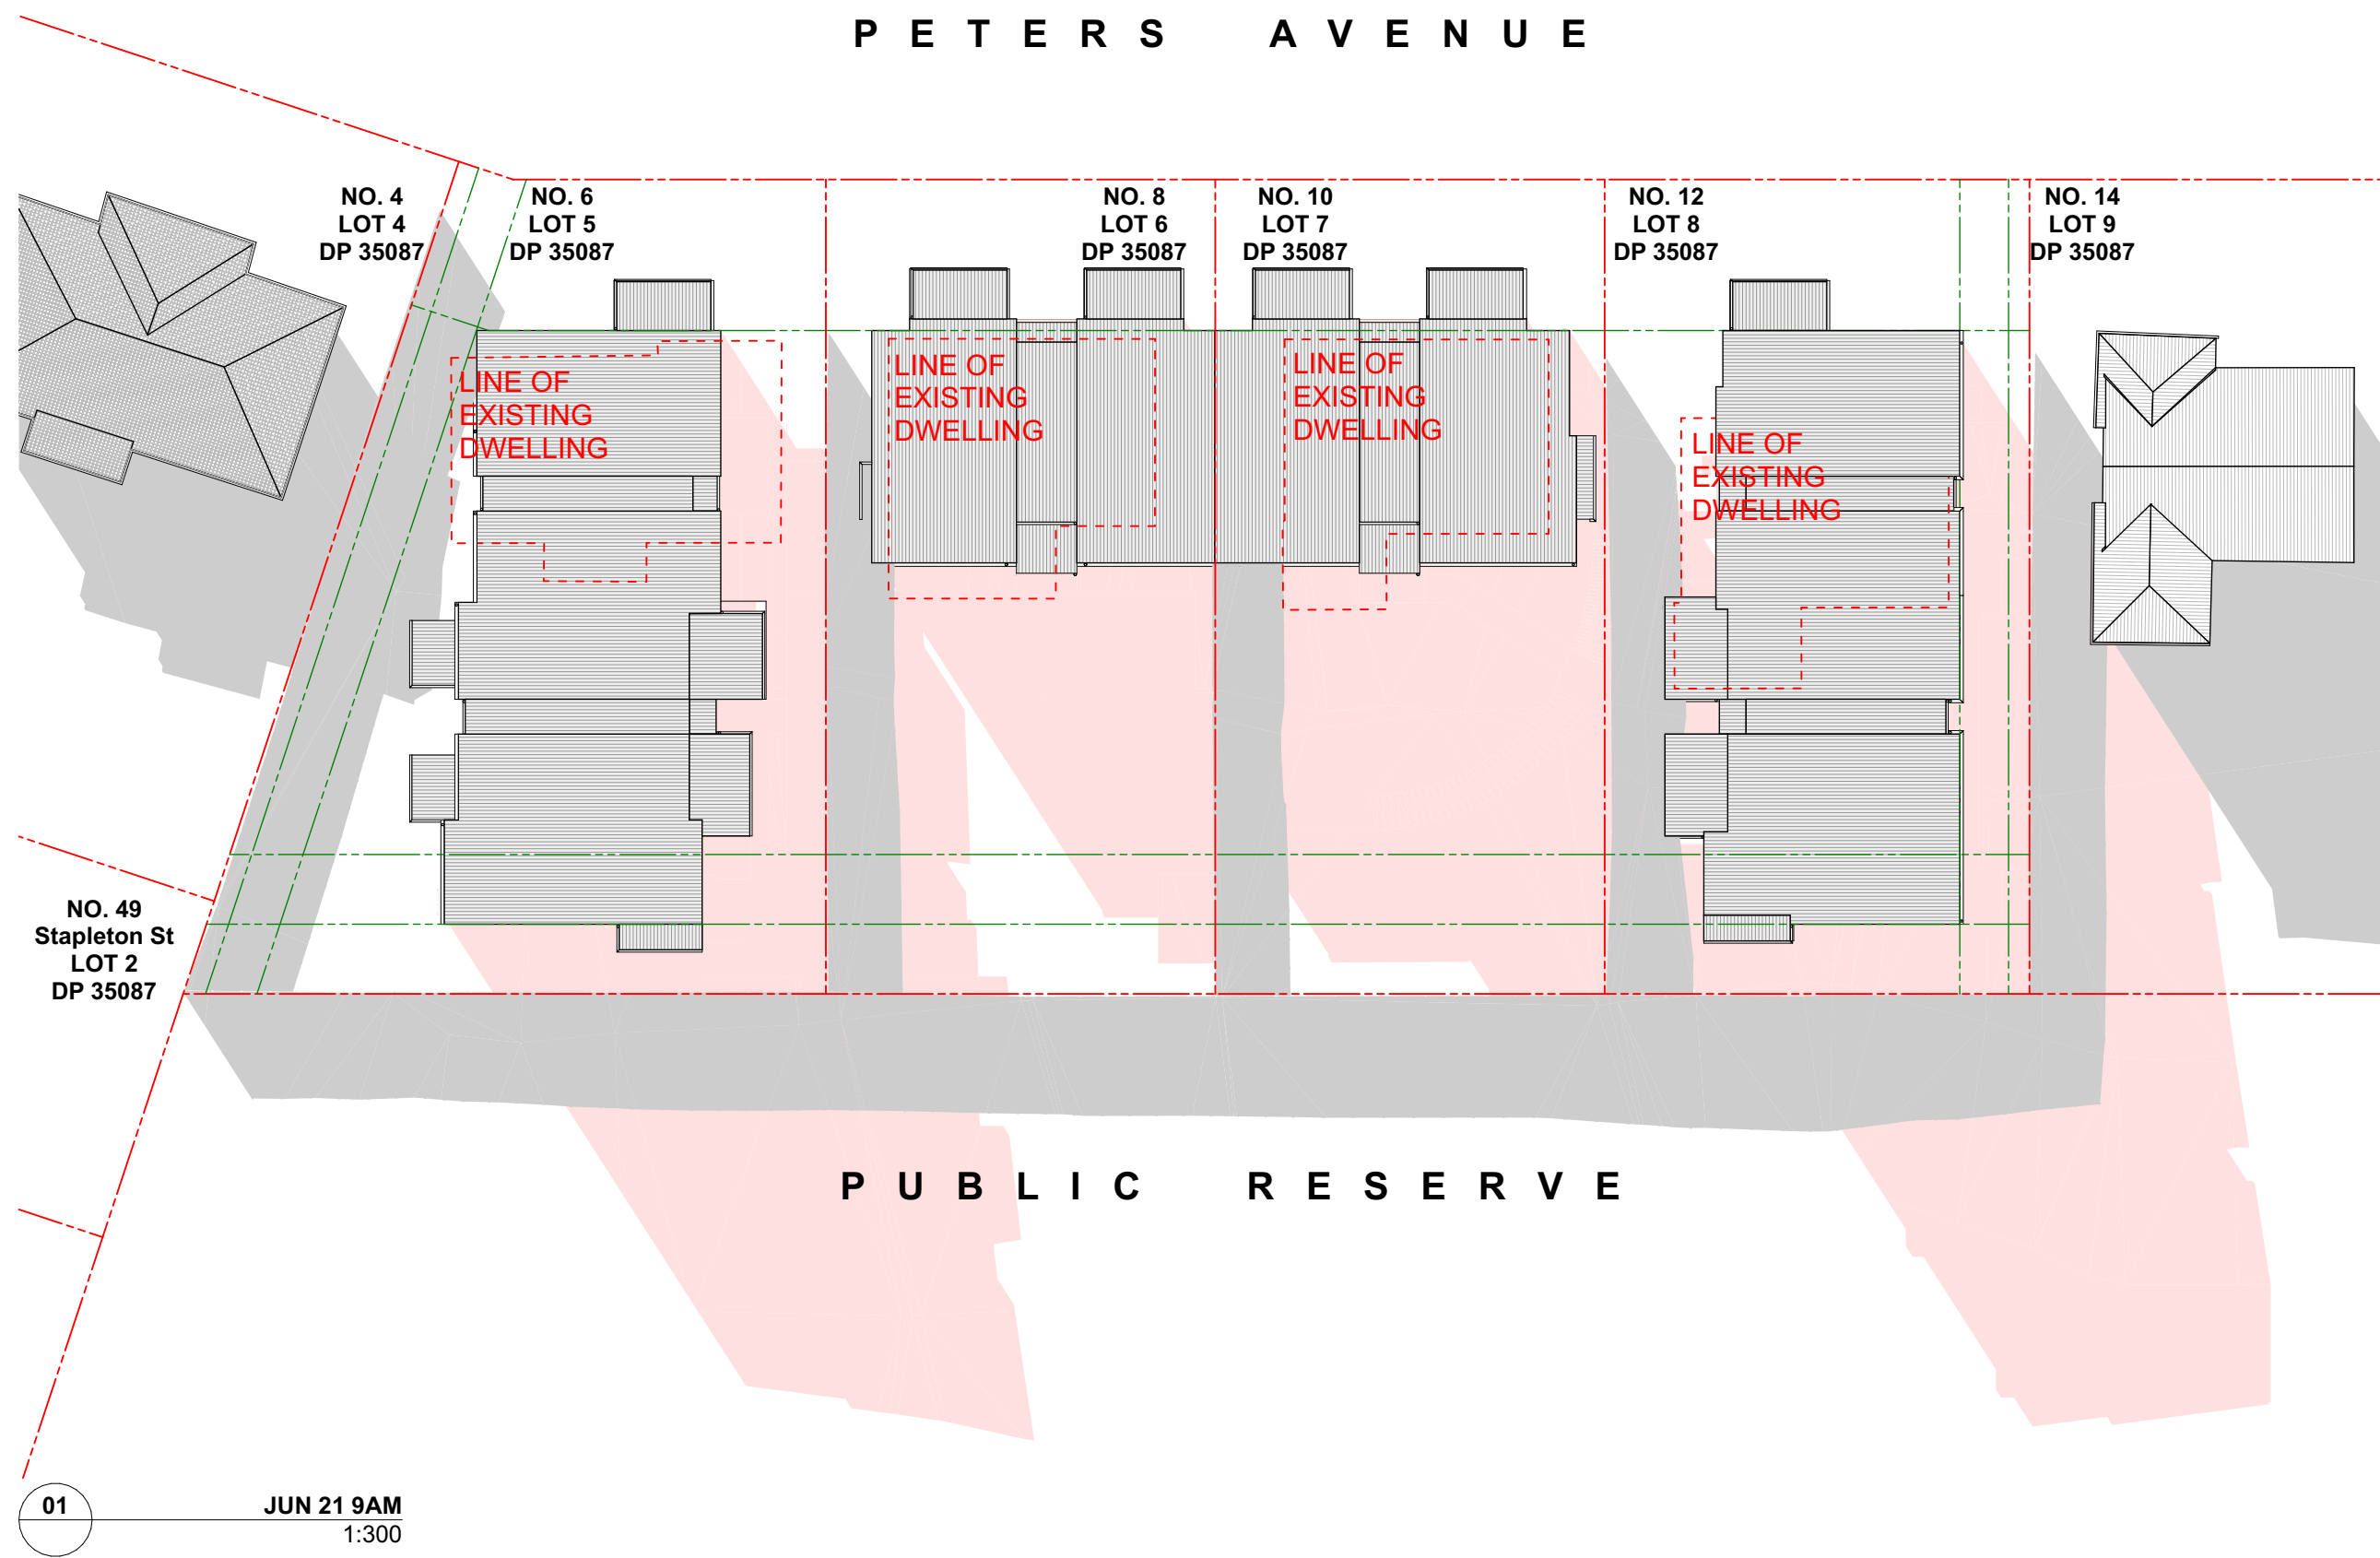 PETERS AVENUE
NO. 4
LOT 4
DP 35087
NO. 6
LOT 5
DP 35087
NO. 8
LOT 6
DP 35087
NO. 10
LOT 7
DP 35087
NO. 12
LOT 8
DP 35087
NO. 14
LOT 9
DP 35087
LINE OF
EXISTING
DWELLING
LINE OF
EXISTING
DWELLING
LINE OF
EXISTING
DWELLING
LINE OF
EXISTING
DWELLING
NO. 49
Stapleton St
LOT 2
DP 35087
PUBLIC RESERVE
01
JUN 21 9AM
1:300